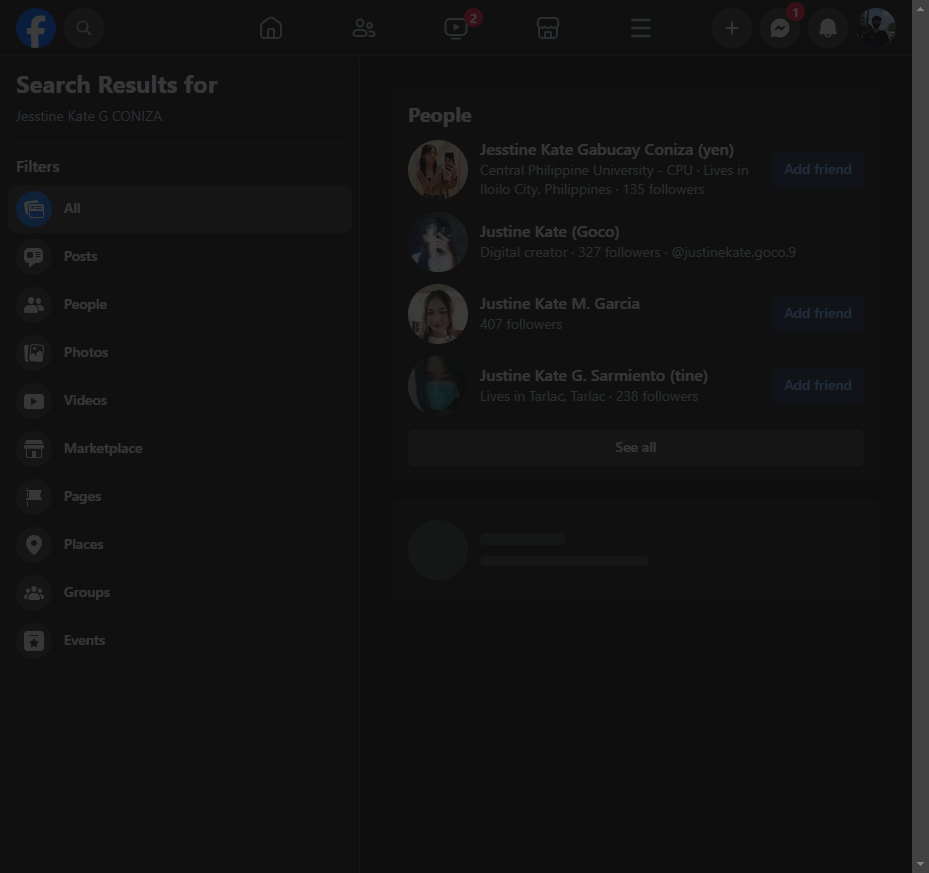 2
1
Search Results for
Jesstine Kate G CONIZA
Filters
All
Posts
People
Photos
Videos
Marketplace
Pages
Places
Groups
Events
People
Jesstine Kate Gabucay Coniza (yen)
Central Philippine University - CPU · Lives in
Iloilo City, Philippines · 135 followers
Add friend
Justine Kate (Goco)
Digital creator · 327 followers · @justinekate.goco.9
Justine Kate M. Garcia
407 followers
Add friend
Justine Kate G. Sarmiento (tine)
Lives in Tarlac, Tarlac · 238 followers
Add friend
See all